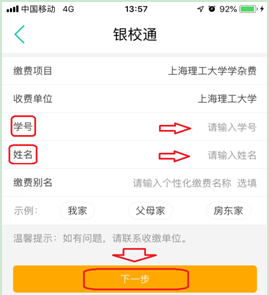 中国移动 4G 13:57 92%
银校通
缴费项目 上海理工大学学杂费
收费单位 上海理工大学
学号 请输入学号
姓名 请输入姓名
缴费别名 请输入个性化缴费名称 选填
示例： 我家 父母家 房东家
温馨提示：如有问题，请联系收缴单位。
下一步